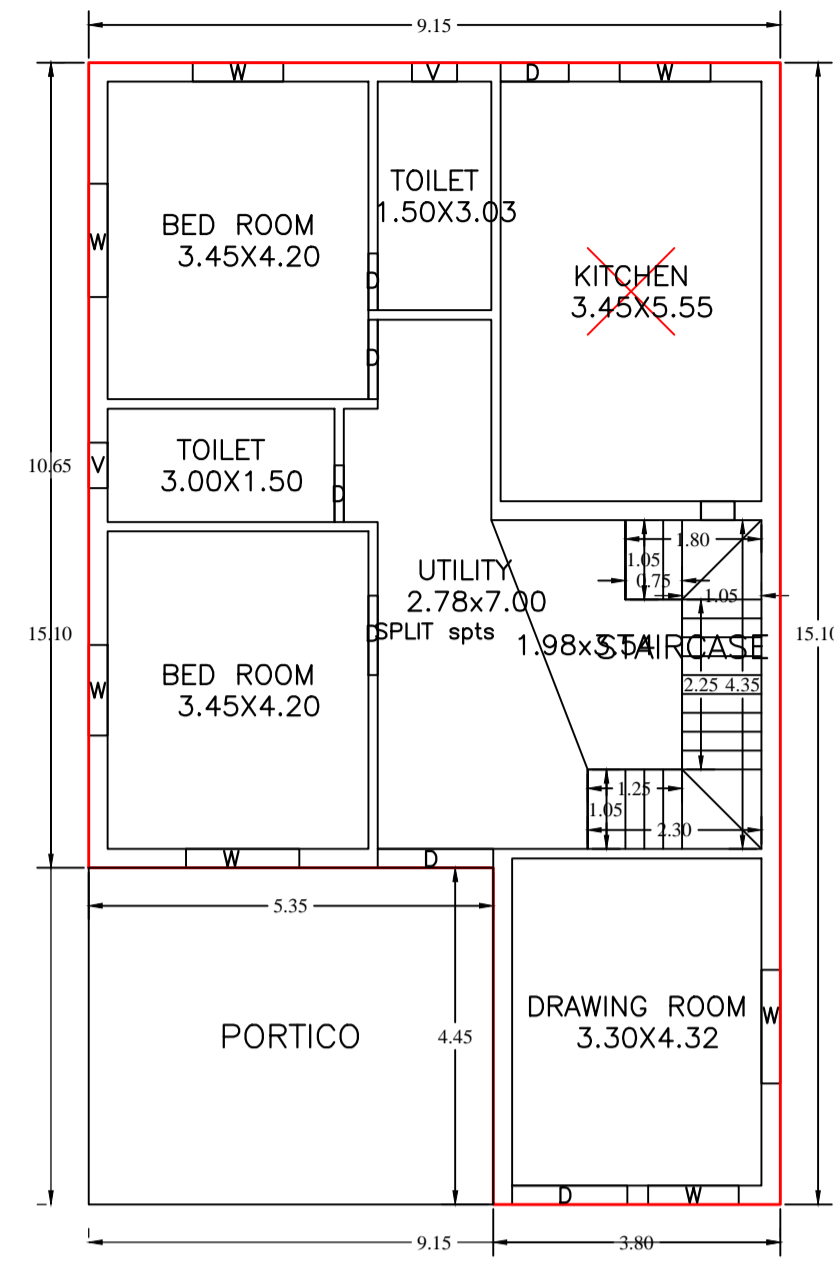 9.15
W
V
D
W
TOILET
1.50X3.03
BED ROOM
3.45X4.20
W
D
KITCHEN
3.45X5.55
D
TOILET
3.00X1.50
V
D
10.65
1.80
1.05
0.75
1.05
UTILITY
2.78x7.00
SPLIT spts
D
1.98x3.54
STAIRCASE
15.10
15.10
BED ROOM
3.45X4.20
W
2.25
4.35
1.25
1.05
2.30
W
D
5.35
DRAWING ROOM
3.30X4.32
W
PORTICO
4.45
D
W
9.15
3.80